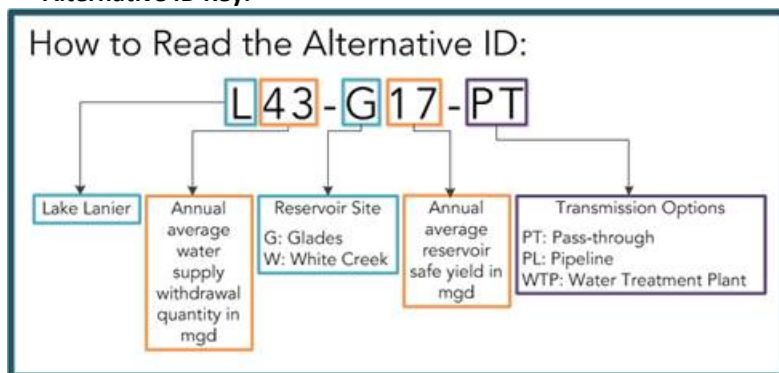 Alternative ID Key:
How to Read the Alternative ID:
L43-G17-PT
Lake Lanier
Annual
average
water
supply
withdrawal
quantity in
mgd
Reservoir Site
G: Glades
W: White Creek
Annual
average
reservoir
safe yield in
mgd
Transmission Options
PT: Pass-through
PL: Pipeline
WTP: Water Treatment Plant